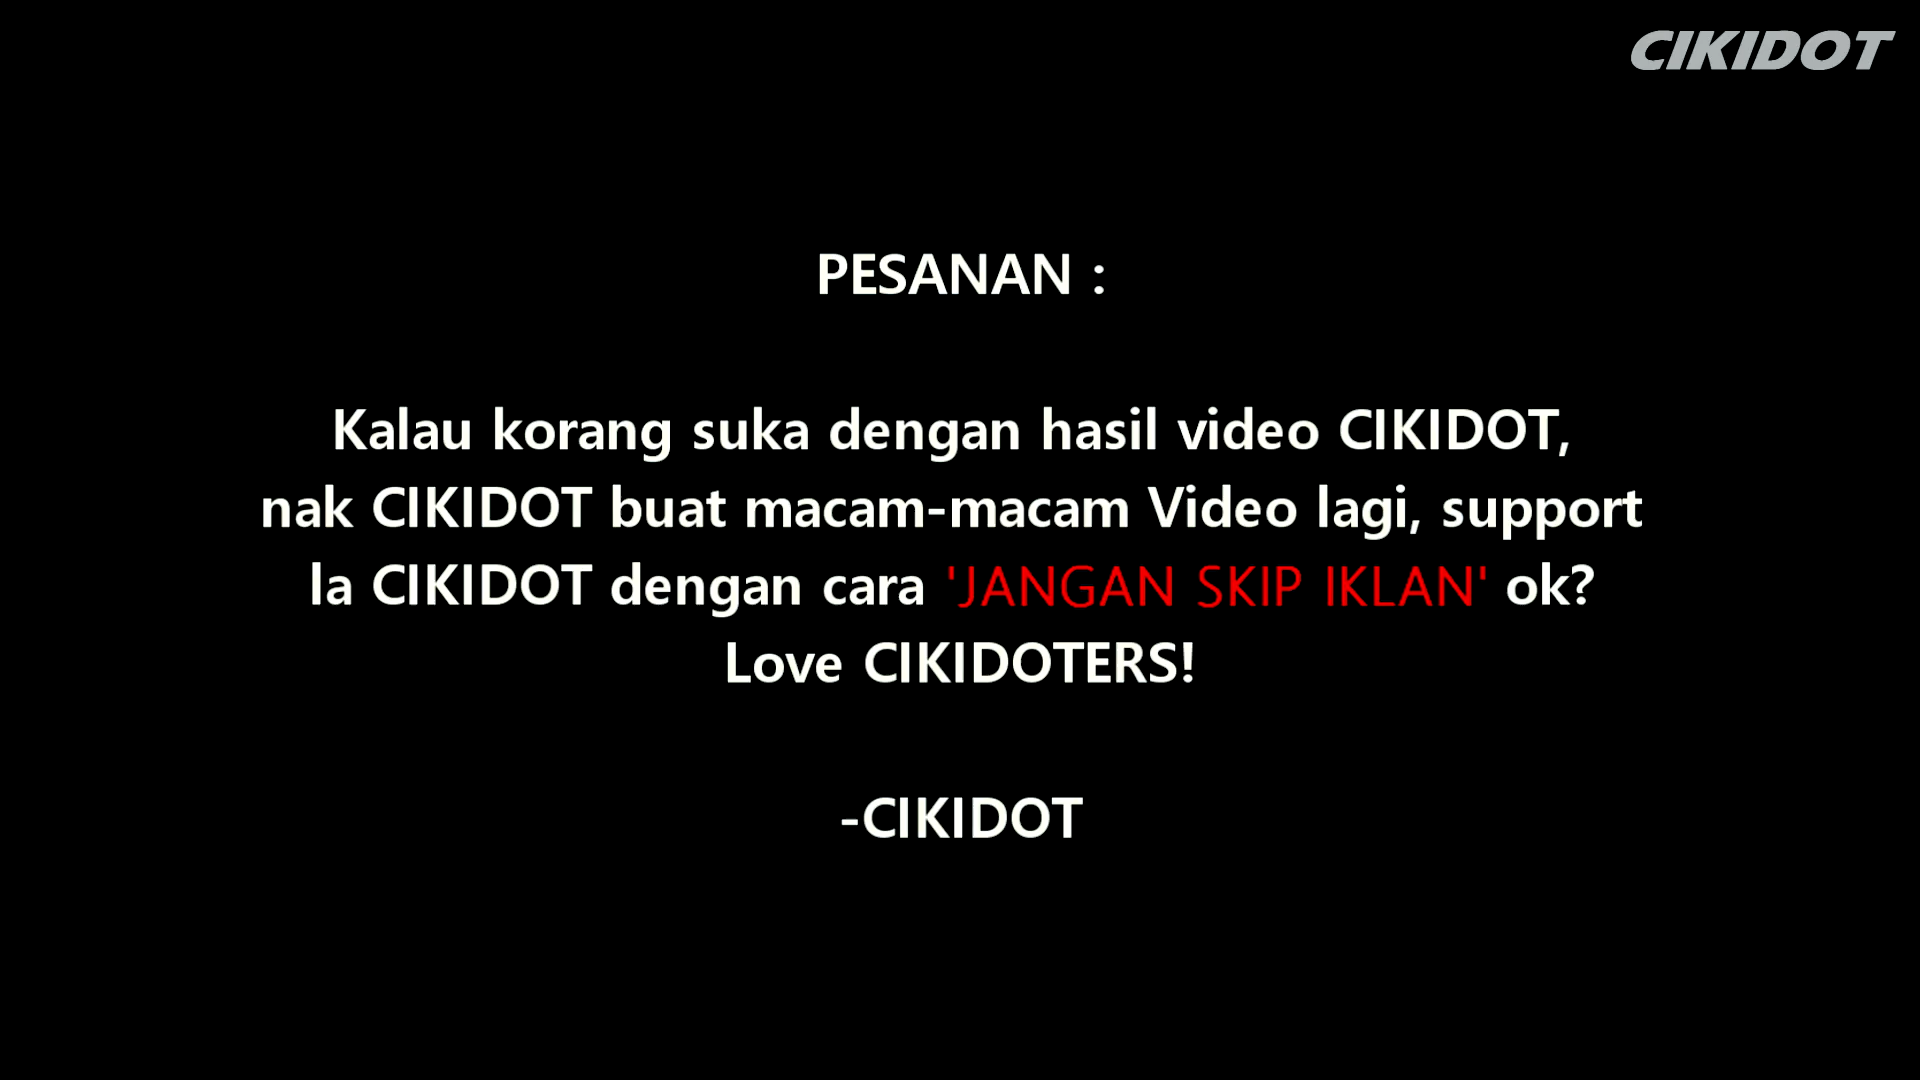 CIKIDOT
PESANAN :
Kalau korang suka dengan hasil video CIKIDOT,
nak CIKIDOT buat macam-macam Video lagi, support
la CIKIDOT dengan cara 'JANGAN SKIP IKLAN' ok?
Love CIKIDOTERS!
-CIKIDOT